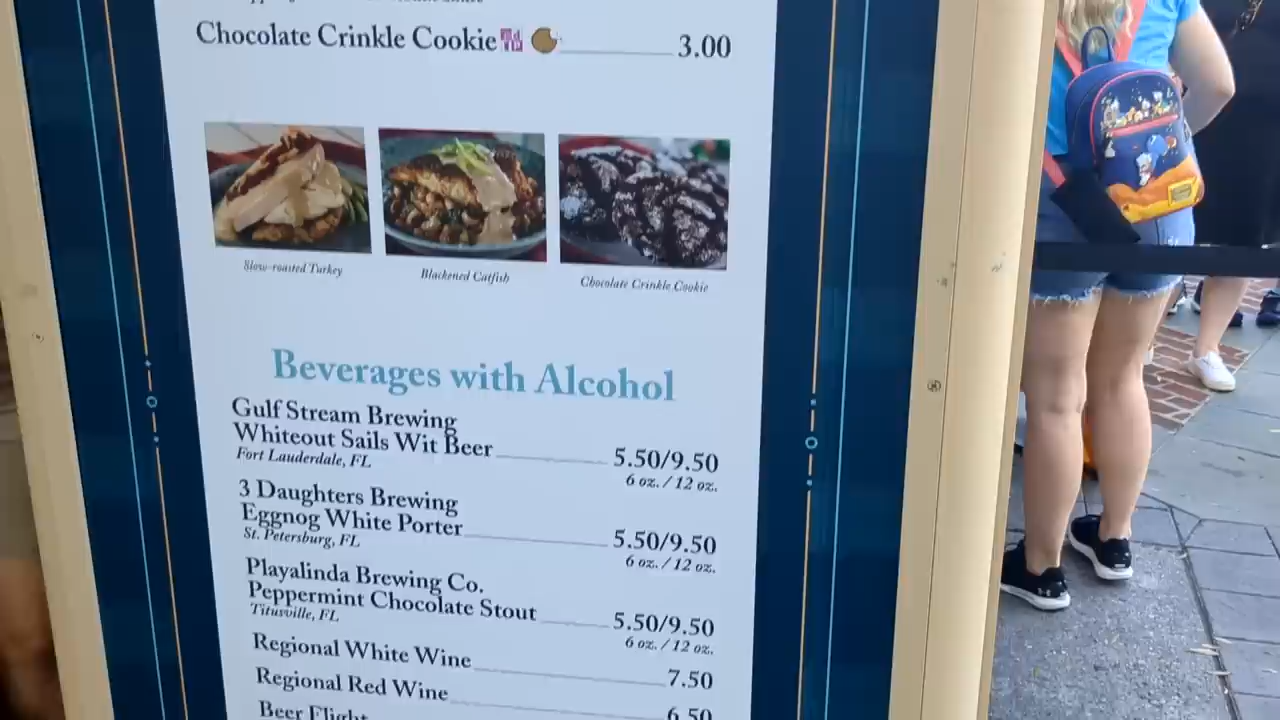 Chocolate Crinkle Cookie 3.00
Slow-roasted Turkey
Blackened Catfish
Chocolate Crinkle Cookie
Beverages with Alcohol
Gulf Stream Brewing
Whiteout Sails Wit Beer 5.50/9.50
Fort Lauderdale, FL
6 oz. / 12 oz.
3 Daughters Brewing
Eggnog White Porter 5.50/9.50
St. Petersburg, FL
6 oz. / 12 oz.
Playalinda Brewing Co.
Peppermint Chocolate Stout 5.50/9.50
Titusville, FL
6 oz. / 12 oz.
Regional White Wine 7.50
Regional Red Wine 6.50
Beer Flight